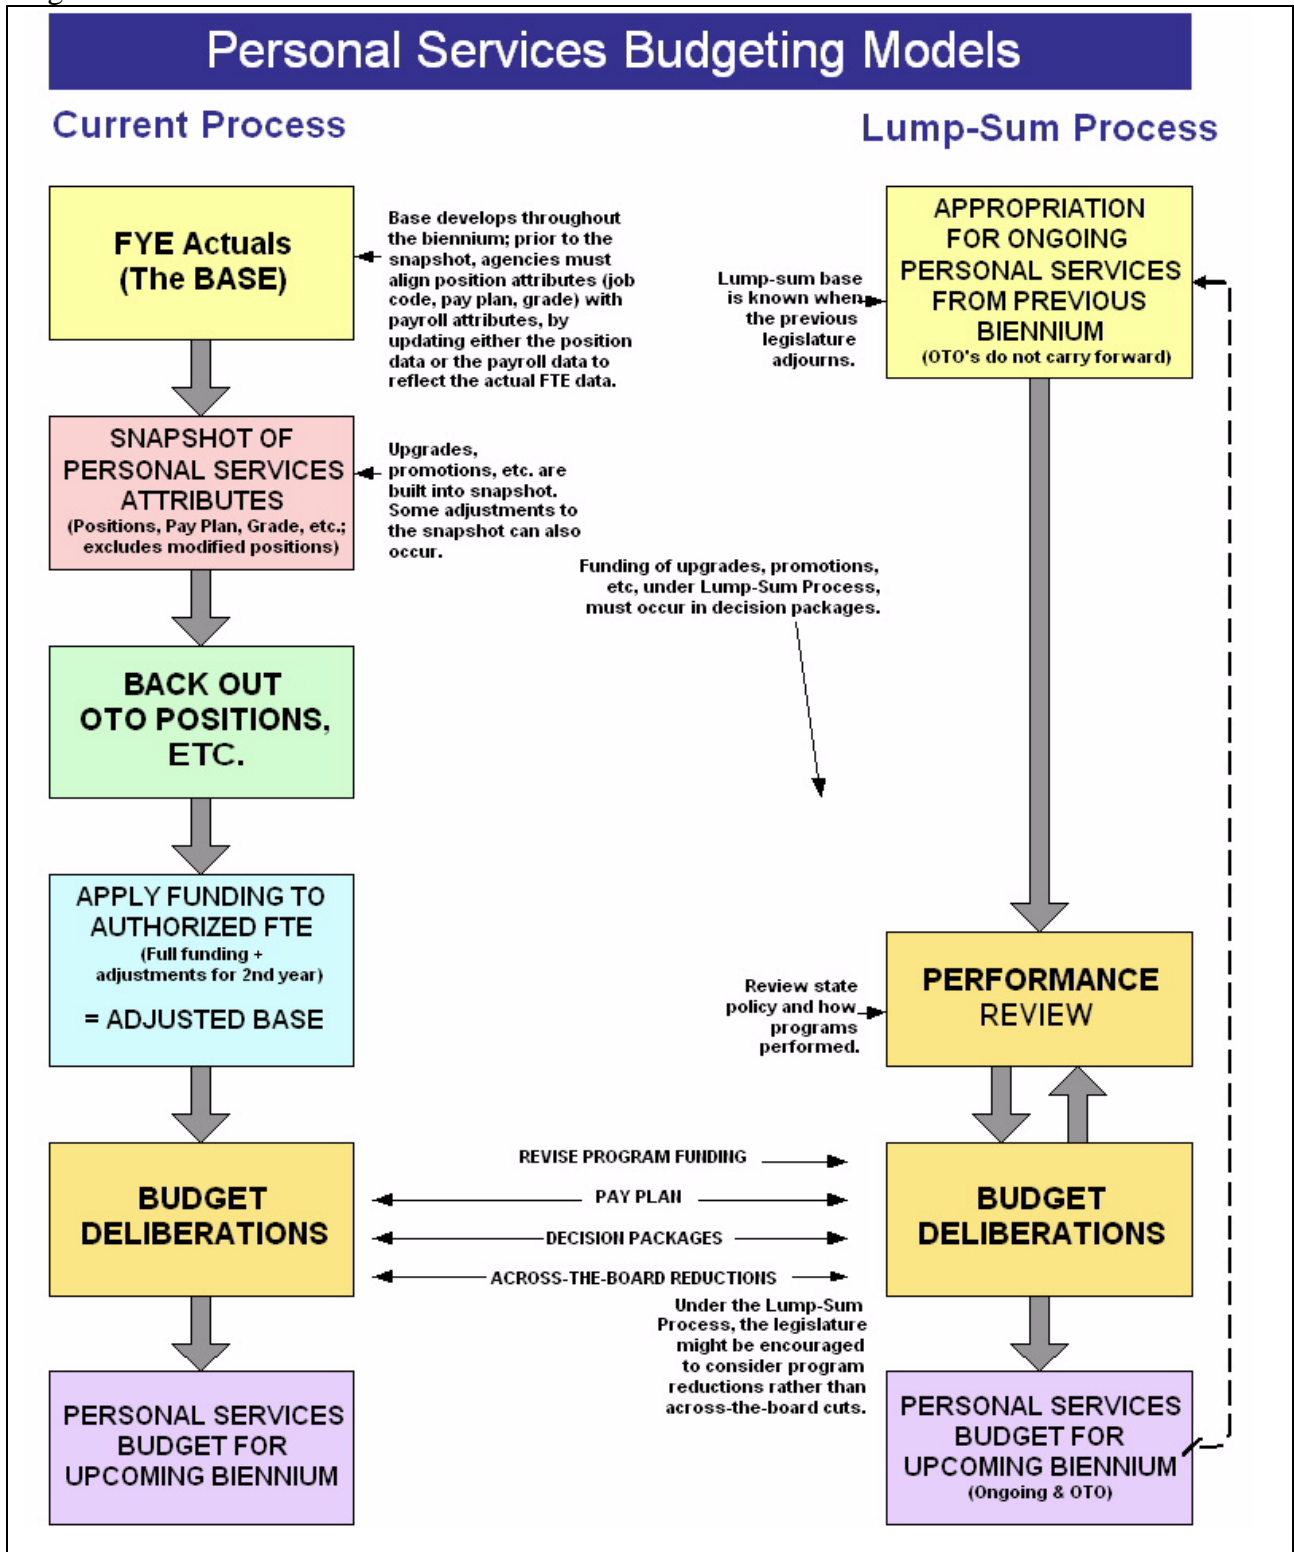 Personal Services Budgeting Models
Current Process
Lump-Sum Process
FYE Actuals
(The BASE)
Base develops throughout
the biennium; prior to the
snapshot, agencies must
align position attributes (job
code, pay plan, grade) with
payroll attributes, by
updating either the position
data or the payroll data to
reflect the actual FTE data.
Lump-sum base
is known when
the previous
legislature
adjourns.
APPROPRIATION
FOR ONGOING
PERSONAL SERVICES
FROM PREVIOUS
BIENNIUM
(OTO's do not carry forward)
SNAPSHOT OF
PERSONAL SERVICES
ATTRIBUTES
(Positions, Pay Plan, Grade, etc.;
excludes modified positions)
Upgrades,
promotions, etc. are
built into snapshot.
Some adjustments to
the snapshot can also
occur.
Funding of upgrades, promotions,
etc, under Lump-Sum Process,
must occur in decision packages.
BACK OUT
OTO POSITIONS,
ETC.
APPLY FUNDING TO
AUTHORIZED FTE
(Full funding +
adjustments for 2nd year)
= ADJUSTED BASE
Review state
policy and how
programs
performed.
PERFORMANCE
REVIEW
BUDGET
DELIBERATIONS
REVISE PROGRAM FUNDING
PAY PLAN
DECISION PACKAGES
ACROSS-THE-BOARD REDUCTIONS
BUDGET
DELIBERATIONS
Under the Lump-Sum
Process, the legislature
might be encouraged
to consider program
reductions rather than
across-the-board cuts.
PERSONAL SERVICES
BUDGET FOR
UPCOMING BIENNIUM
PERSONAL SERVICES
BUDGET FOR
UPCOMING BIENNIUM
(Ongoing & OTO)